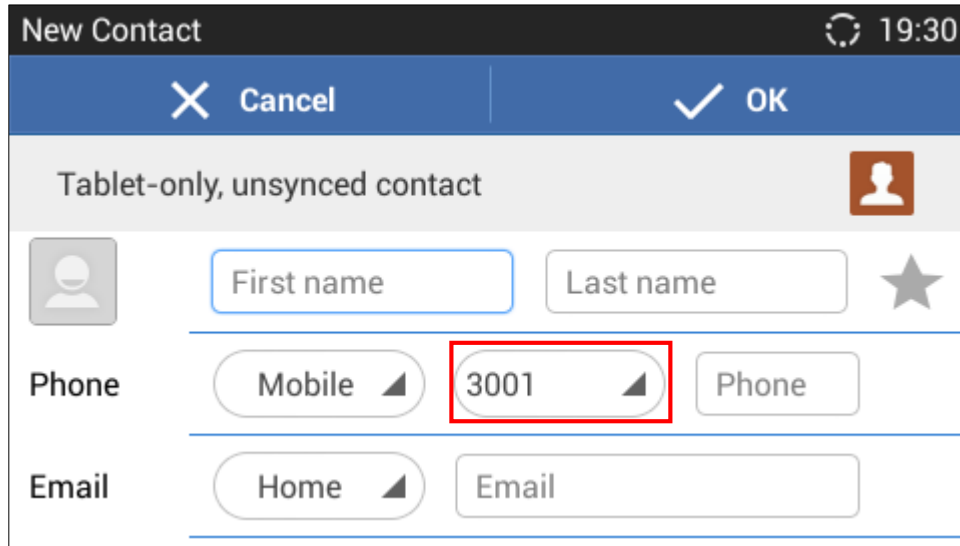 New Contact 19:30
Cancel OK
Tablet-only, unsynced contact
First name Last name
Phone Mobile 3001 Phone
Email Home Email